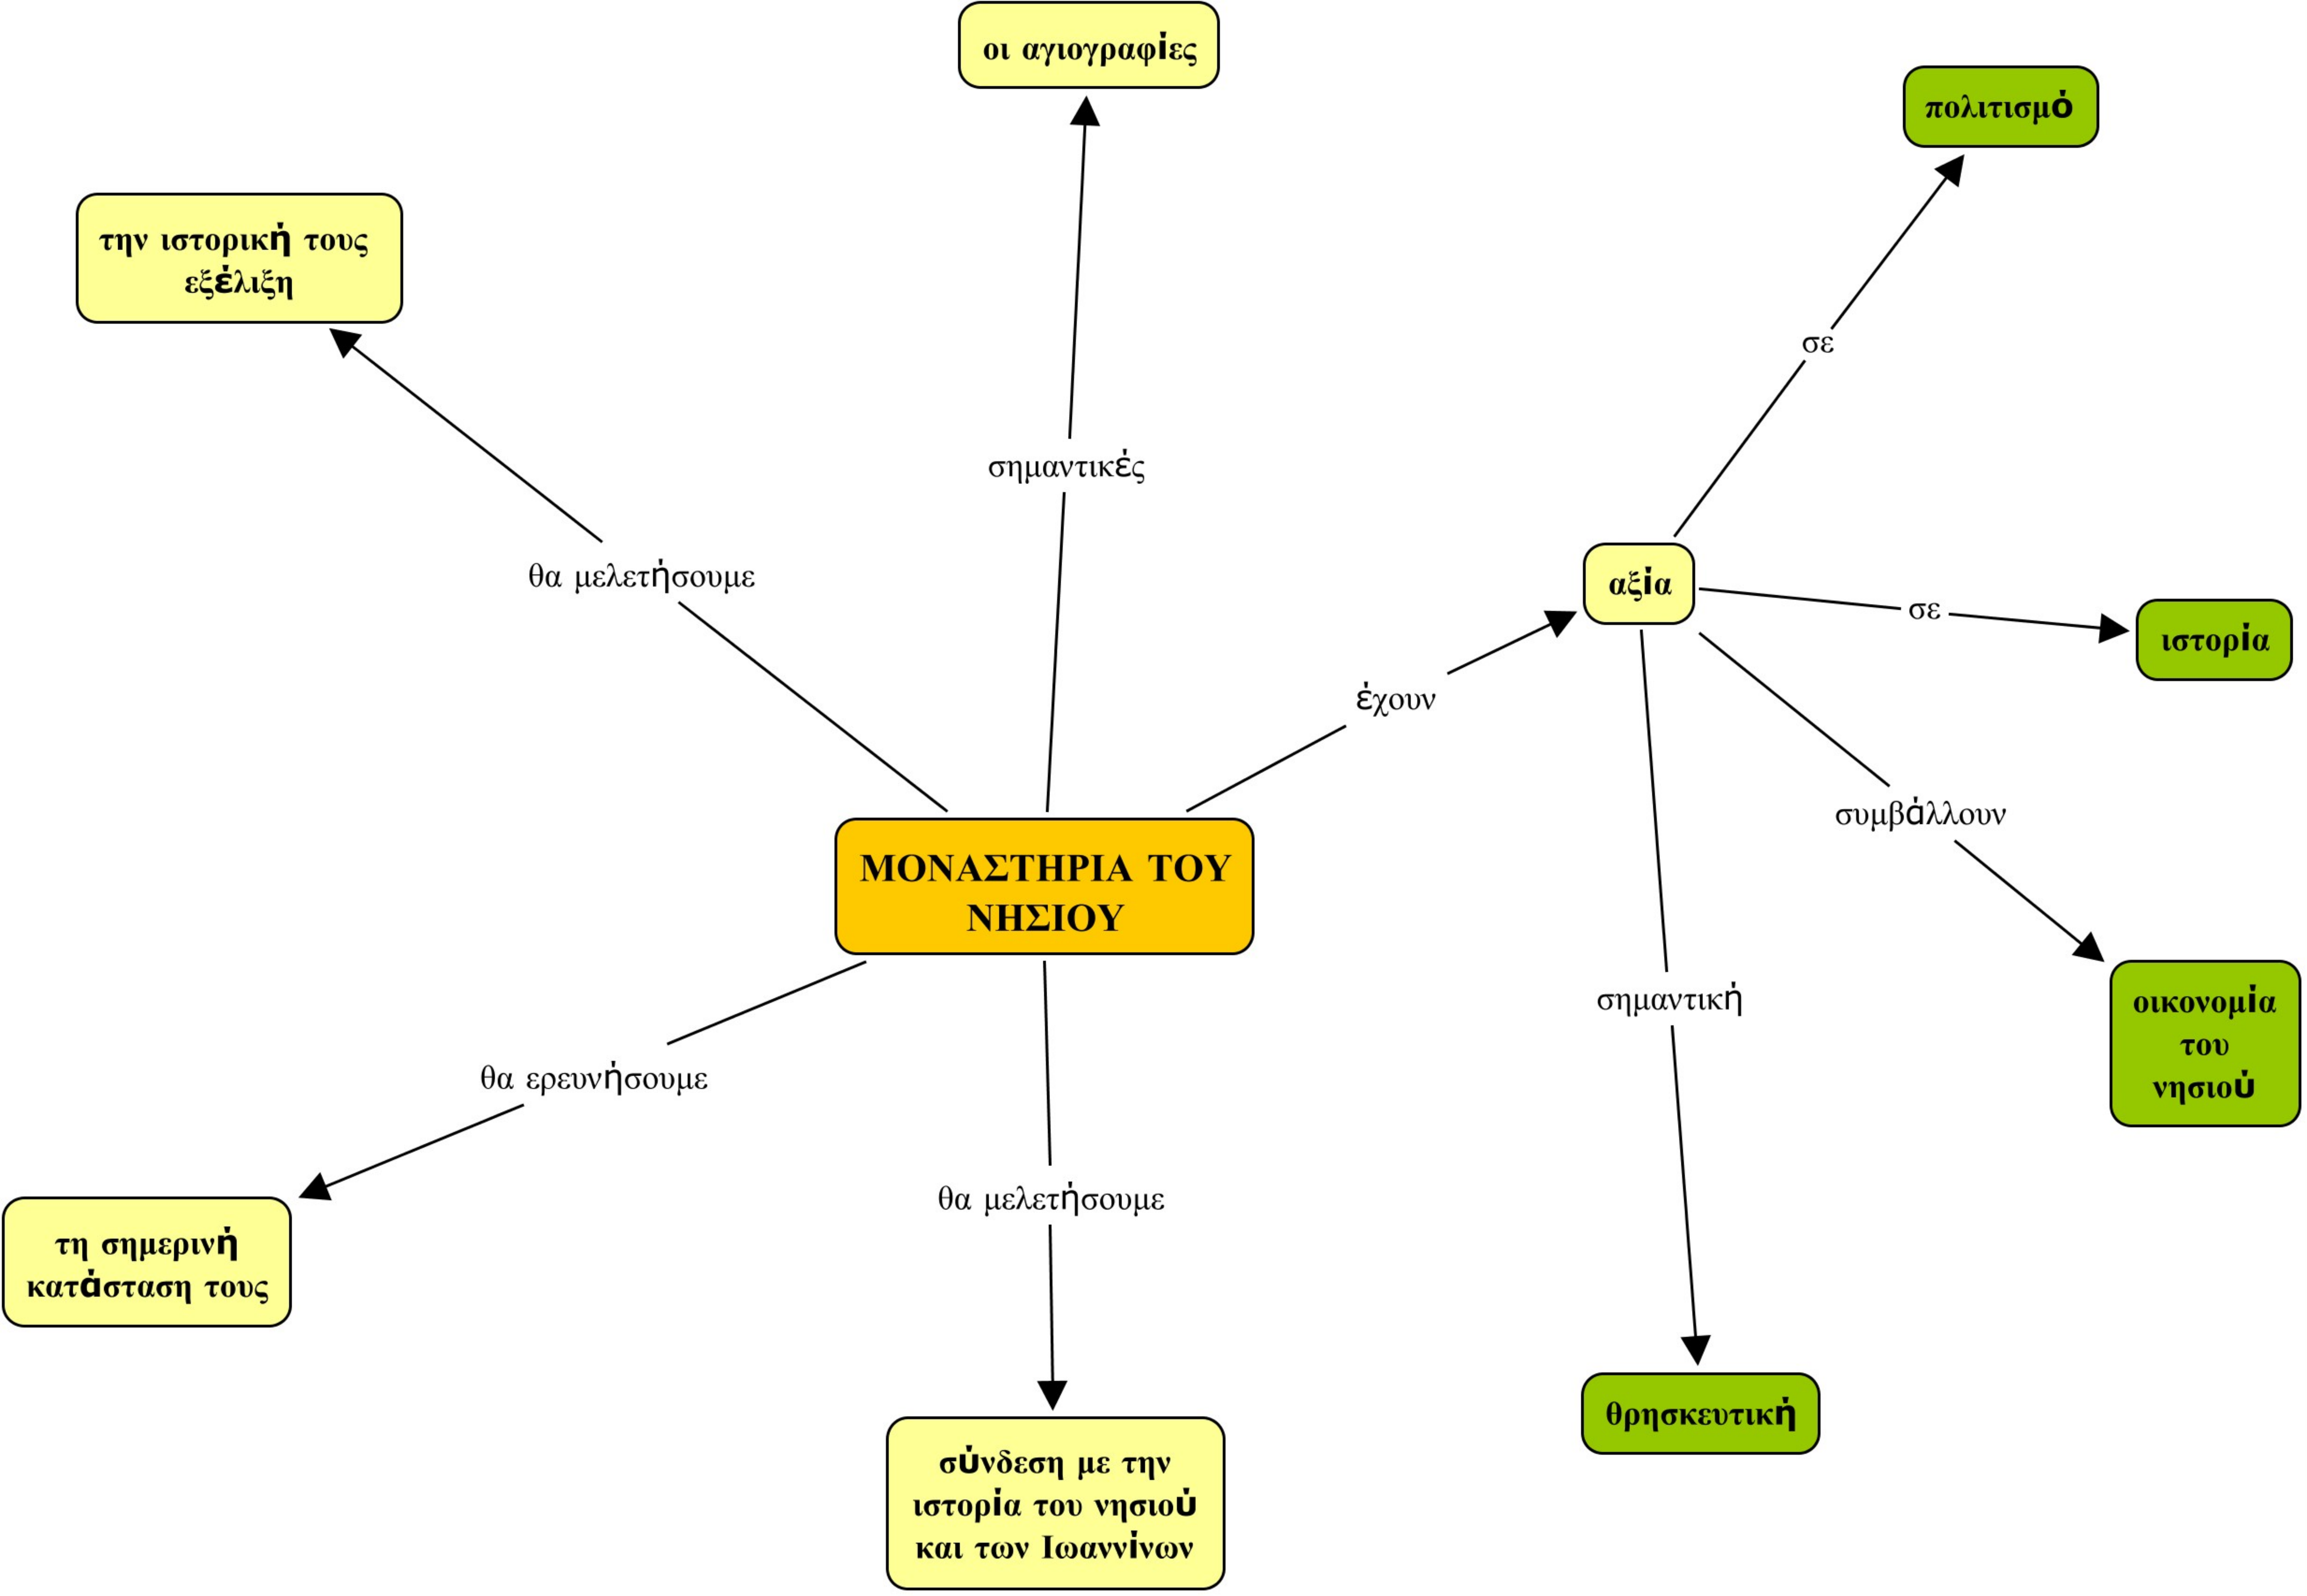 οι αγιογραφίες
πολιτισμό
την ιστορική τους
εξέλιξη
σε
σημαντικές
θα μελετήσουμε
αξία
σε
ιστορία
έχουν
συμβάλλουν
ΜΟΝΑΣΤΗΡΙΑ ΤΟΥ
ΝΗΣΙΟΥ
σημαντική
οικονομία
του
νησιού
θα ερευνήσουμε
θα μελετήσουμε
τη σημερινή
κατάσταση τους
θρησκευτική
σύνδεση με την
ιστορία του νησιού
και των Ιωαννίνων